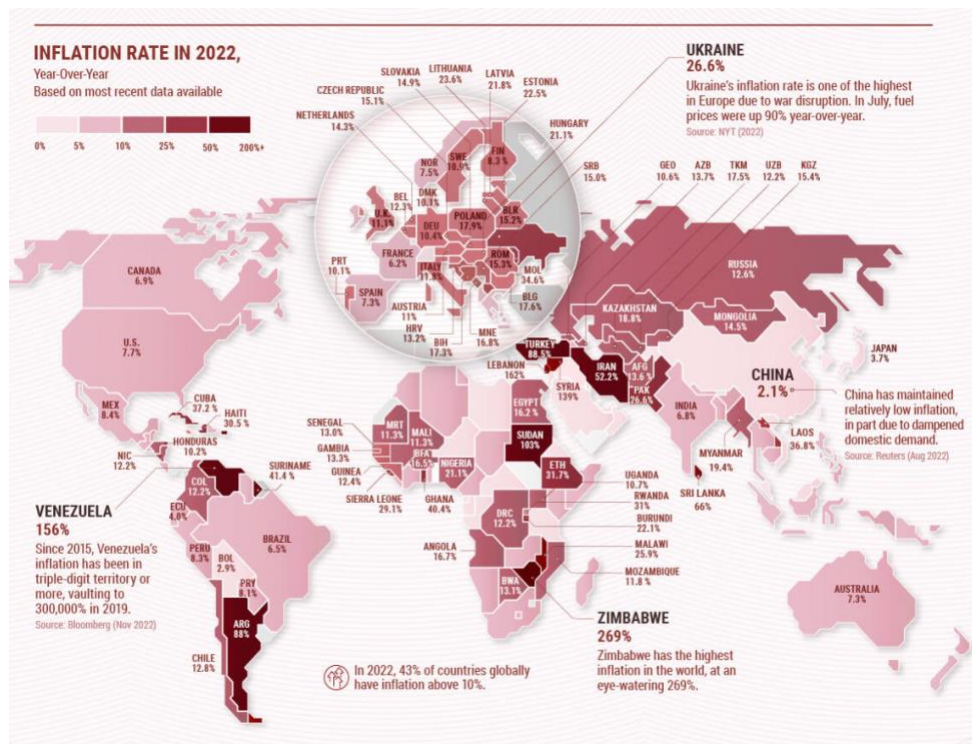 INFLATION RATE IN 2022,
Year-Over-Year
Based on most recent data available
0%
5%
10%
25%
50%
200%+
UKRAINE
26.6%
Ukraine's inflation rate is one of the highest
in Europe due to war disruption. In July, fuel
prices were up 90% year-over-year.
Source: NYT (2022)
SLOVAKIA
14.9%
LITHUANIA
23.6%
LATVIA
21.8%
ESTONIA
22.5%
CZECH REPUBLIC
15.1%
NETHERLANDS
14.3%
HUNGARY
21.1%
SRB
15.0%
GEO
10.6%
AZB
13.7%
TKM
17.5%
UZB
12.2%
KGZ
15.4%
NOR
7.5%
SWE
10.9%
FIN
8.3 %
BEL
12.3%
DMK
10.1%
U.K.
11.1%
DEU
10.4%
POLAND
17.9%
BLR
15.2%
FRANCE
6.2%
ITALY
11.8%
ROM
15.3%
MOL
34.6%
BLG
17.6%
PRT
10.1%
SPAIN
7.3%
AUSTRIA
11%
HRV
13.2%
BIH
17.3%
MNE
16.8%
RUSSIA
12.6%
KAZAKHSTAN
18.8%
MONGOLIA
14.5%
CANADA
6.9%
U.S.
7.7%
JAPAN
3.7%
TURKEY
88.5%
LEBANON
162%
SYRIA
139%
IRAN
52.2%
AFG
13.6 %
PAK
26.6%
CHINA
2.1%
China has maintained
relatively low inflation,
in part due to dampened
domestic demand.
Source: Reuters (Aug 2022)
INDIA
6.8%
MYANMAR
19.4%
LAOS
36.8%
SRI LANKA
66%
MEX
8.4%
CUBA
37.2 %
HAITI
30.5 %
HONDURAS
10.2%
NIC
12.2%
SURINAME
41.4 %
COL
12.2%
ECU
4.0%
VENEZUELA
156%
Since 2015, Venezuela's
inflation has been in
triple-digit territory or
more, vaulting to
300,000% in 2019.
Source: Bloomberg (Nov 2022)
PERU
8.3%
BOL
2.9%
BRAZIL
6.5%
PRY
8.1%
ARG
88%
CHILE
12.8%
SENEGAL
13.0%
GAMBIA
13.3%
GUINEA
12.4%
SIERRA LEONE
29.1%
MRT
11.3%
MALI
11.3%
BFA
16.5%
GHANA
40.4%
NIGERIA
21.1%
EGYPT
16.2 %
SUDAN
103%
ETH
31.7%
UGANDA
10.7%
RWANDA
31%
BURUNDI
22.1%
MALAWI
25.9%
MOZAMBIQUE
11.8 %
DRC
12.2%
ANGOLA
16.7%
BWA
13.1%
ZIMBABWE
269%
Zimbabwe has the highest
inflation in the world, at an
eye-watering 269%.
AUSTRALIA
7.3%
In 2022, 43% of countries globally
have inflation above 10%.